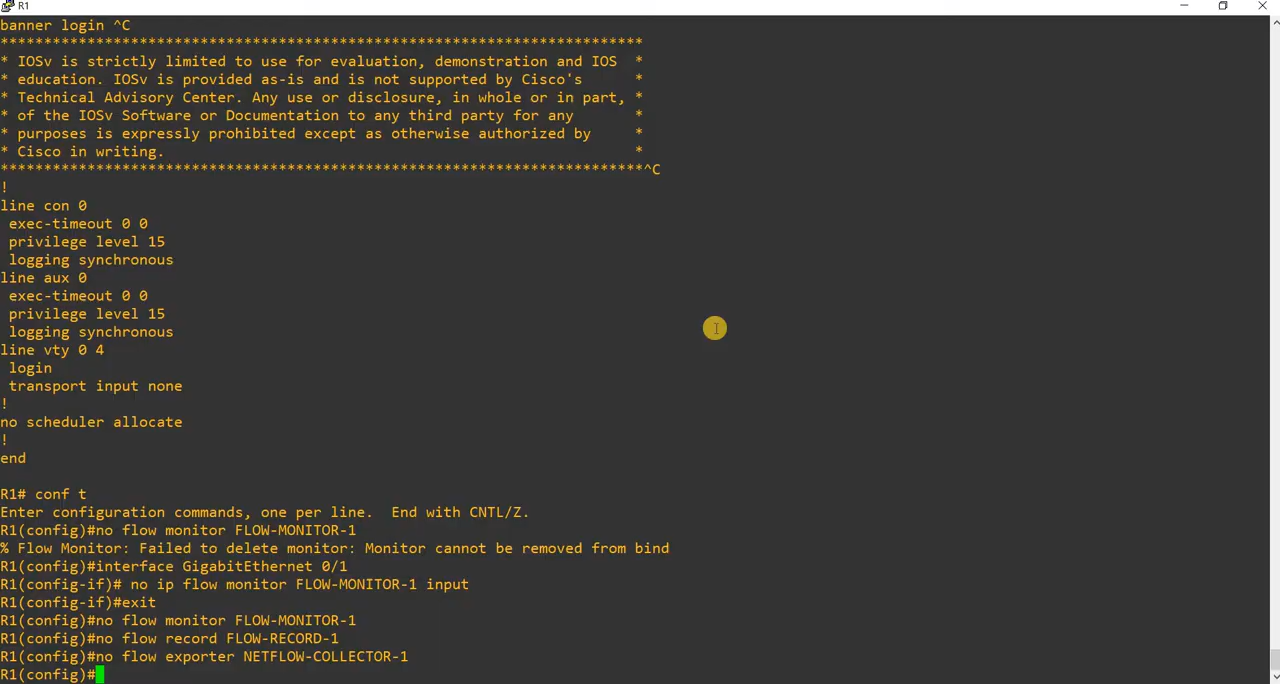 R1
banner login ^C
**************************************************************************
* IOSv is strictly limited to use for evaluation, demonstration and IOS  *
* education. IOSv is provided as-is and is not supported by Cisco's      *
* Technical Advisory Center. Any use or disclosure, in whole or in part, *
* of the IOSv Software or Documentation to any third party for any       *
* purposes is expressly prohibited except as otherwise authorized by     *
* Cisco in writing.                                                      *
**************************************************************************^C
!
line con 0
 exec-timeout 0 0
 privilege level 15
 logging synchronous
line aux 0
 exec-timeout 0 0
 privilege level 15
 logging synchronous
line vty 0 4
 login
 transport input none
!
no scheduler allocate
!
end
R1# conf t
Enter configuration commands, one per line.  End with CNTL/Z.
R1(config)#no flow monitor FLOW-MONITOR-1
% Flow Monitor: Failed to delete monitor: Monitor cannot be removed from bind
R1(config)#interface GigabitEthernet 0/1
R1(config-if)# no ip flow monitor FLOW-MONITOR-1 input
R1(config-if)#exit
R1(config)#no flow monitor FLOW-MONITOR-1
R1(config)#no flow record FLOW-RECORD-1
R1(config)#no flow exporter NETFLOW-COLLECTOR-1
R1(config)#